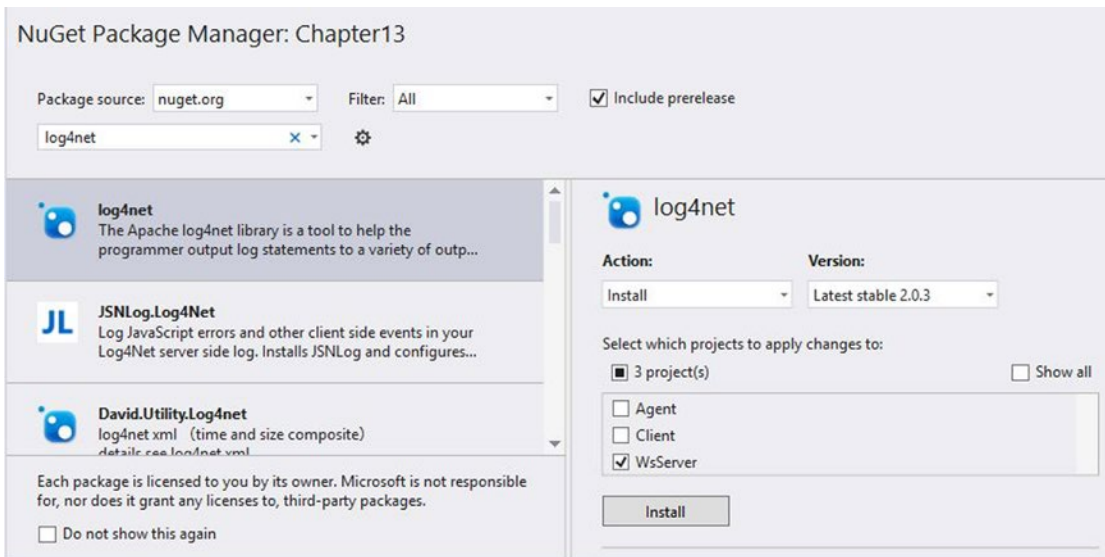 NuGet Package Manager: Chapter13
Package source: nuget.org
Filter: All
Include prerelease
log4net
log4net
The Apache log4net library is a tool to help the
programmer output log statements to a variety of outp...
JL
JSNLog.Log4Net
Log JavaScript errors and other client side events in your
Log4Net server side log. Installs JSNLog and configures...
David.Utility.Log4net
log4net xml （time and size composite）
details see log4net.xml
Each package is licensed to you by its owner. Microsoft is not responsible
for, nor does it grant any licenses to, third-party packages.
Do not show this again
log4net
Action:
Version:
Install
Latest stable 2.0.3
Select which projects to apply changes to:
3 project(s)
Show all
Agent
Client
WsServer
Install